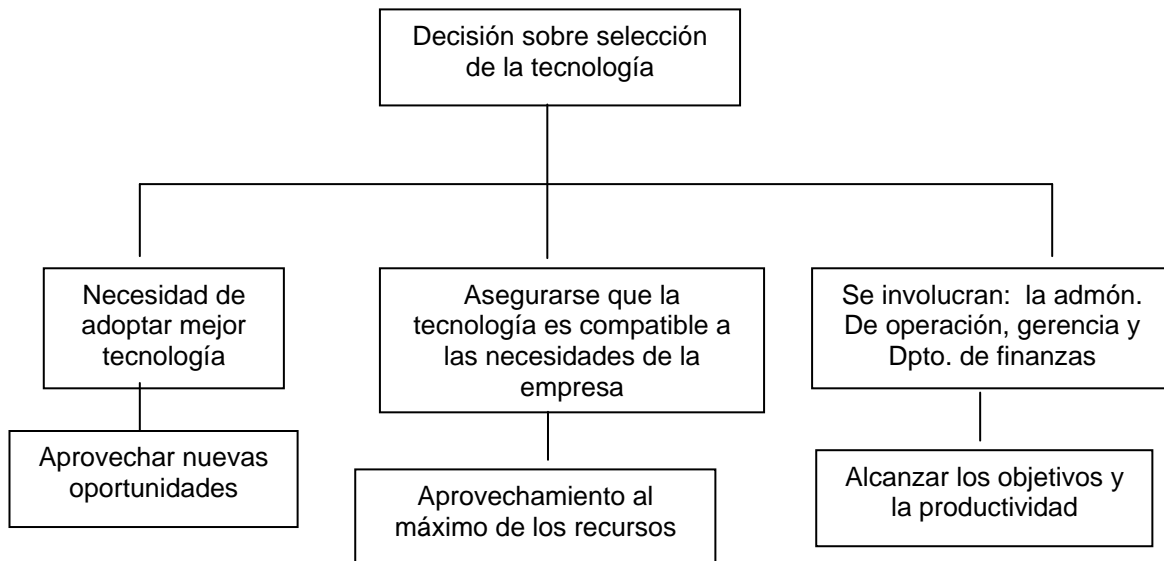 Decisión sobre selección
de la tecnología
Necesidad de
adoptar mejor
tecnología
Asegurarse que la
tecnología es compatible a
las necesidades de la
empresa
Se involucran:  la admón.
De operación, gerencia y
Dpto. de finanzas
Aprovechar nuevas
oportunidades
Aprovechamiento al
máximo de los recursos
Alcanzar los objetivos y
la productividad